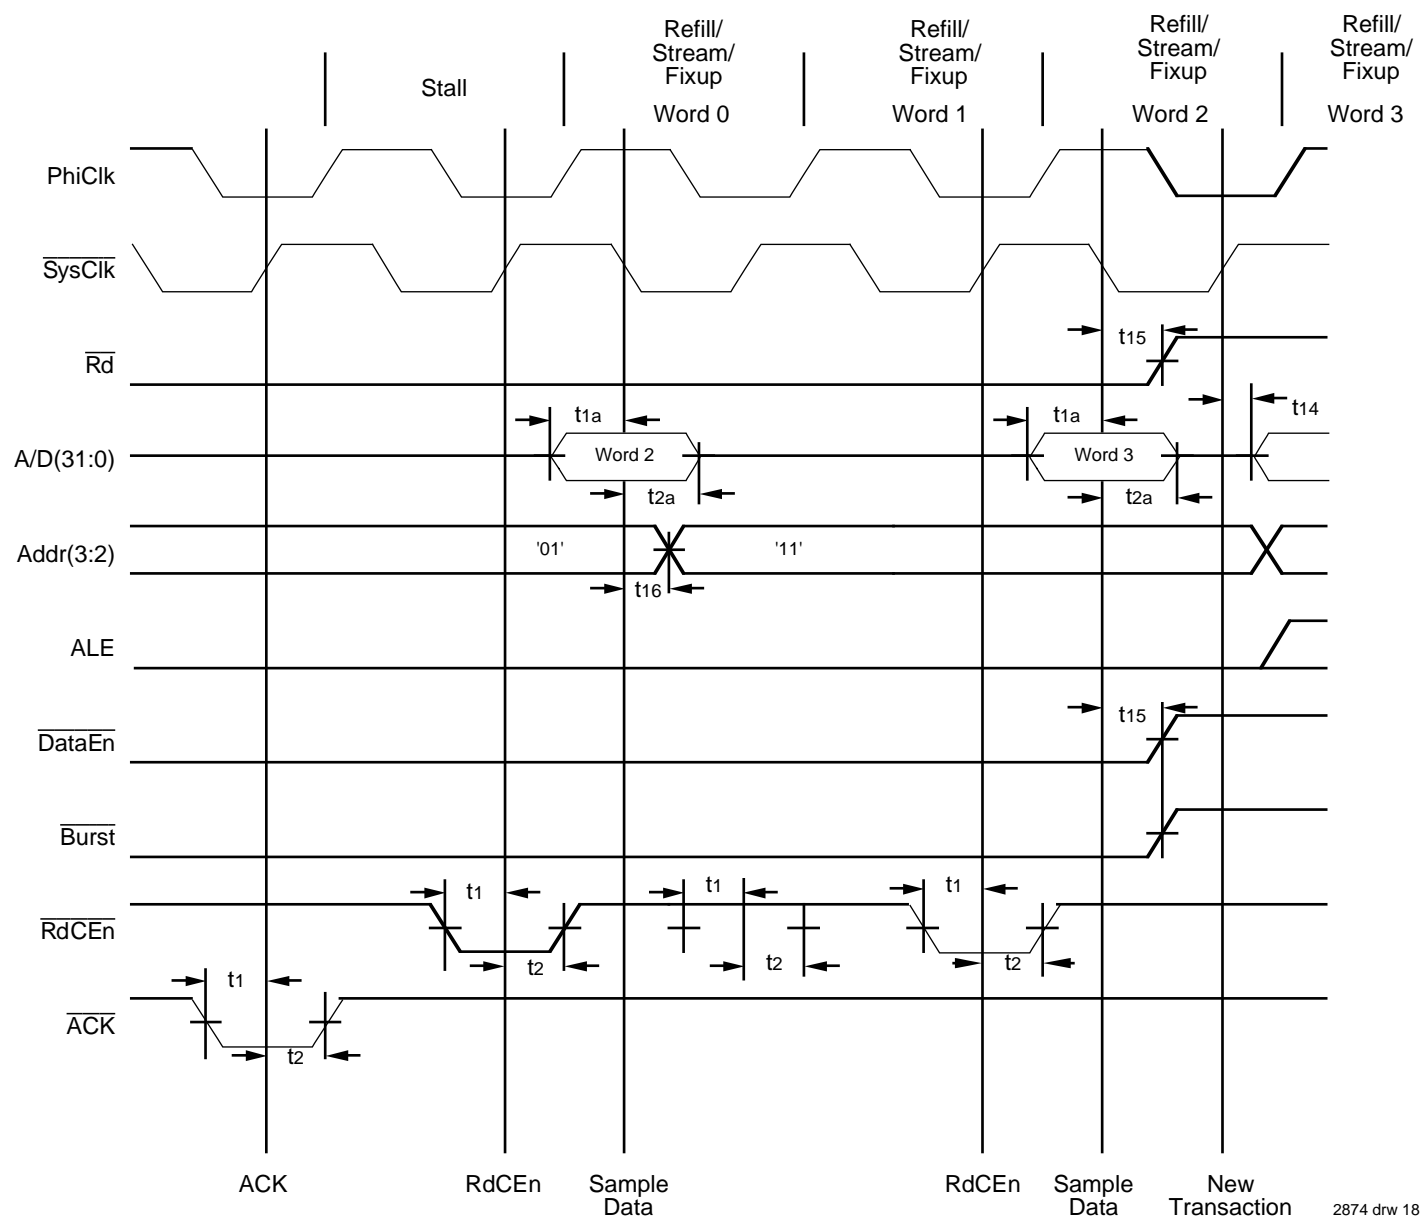 Refill/
Stream/
Fixup
Refill/
Stream/
Fixup
Refill/
Stream/
Fixup
Refill/
Stream/
Fixup
Stall
Word 0
Word 1
Word 2
Word 3
PhiClk
SysClk
Rd
t15
A/D(31:0)
t1a
Word 2
t2a
t1a
Word 3
t2a
t14
Addr(3:2)
'01'
'11'
t16
ALE
DataEn
t15
Burst
RdCEn
t1
t2
t1
t2
t1
t2
ACK
t1
t2
ACK
RdCEn
Sample
Data
RdCEn
Sample
Data
New
Transaction
2874 drw 18